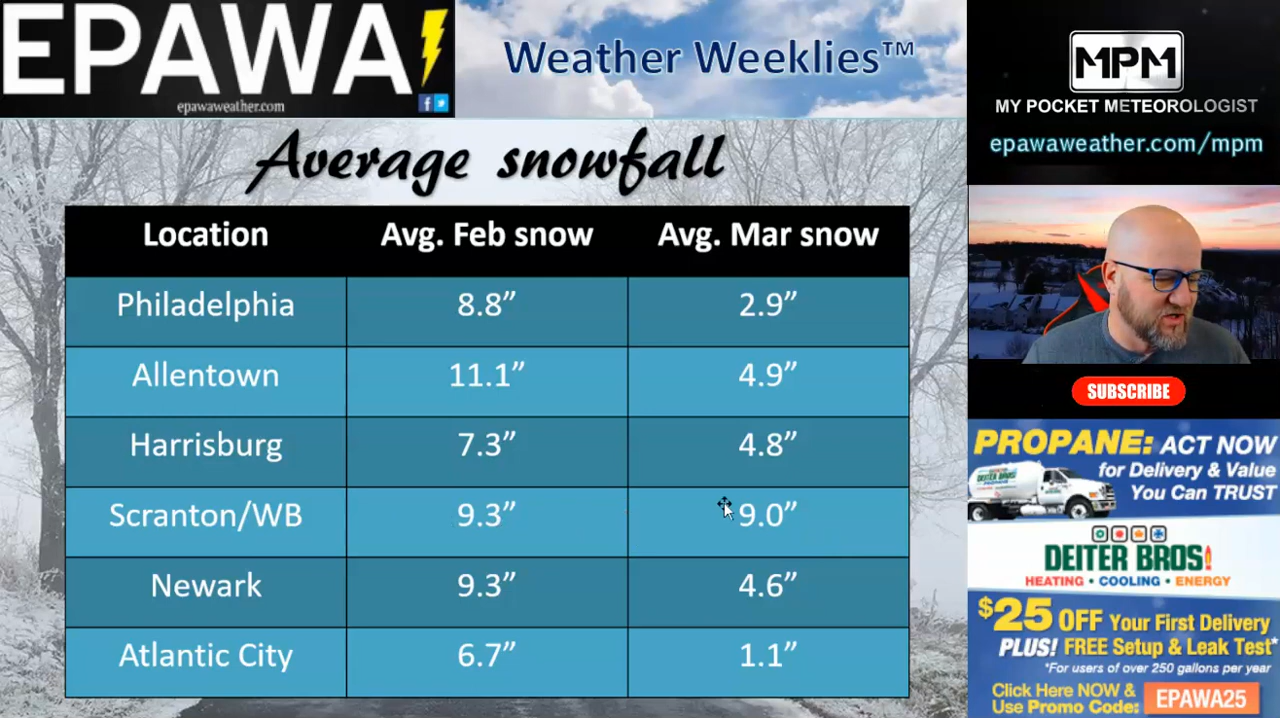 EPAWA!
epawaweather.com
Weather Weeklies™
MPM
MY POCKET METEOROLOGIST
epawaweather.com/mpm
Average snowfall
Location Avg. Feb snow Avg. Mar snow
Philadelphia 8.8” 2.9”
Allentown 11.1” 4.9”
Harrisburg 7.3” 4.8”
Scranton/WB 9.3” 9.0”
Newark 9.3” 4.6”
Atlantic City 6.7” 1.1”
SUBSCRIBE
PROPANE: ACT NOW
for Delivery & Value
You Can TRUST
DEITER BROS!
HEATING • COOLING • ENERGY
$25 OFF Your First Delivery
PLUS! FREE Setup & Leak Test*
*For users of over 250 gallons per year
Click Here NOW &
Use Promo Code: EPAWA25